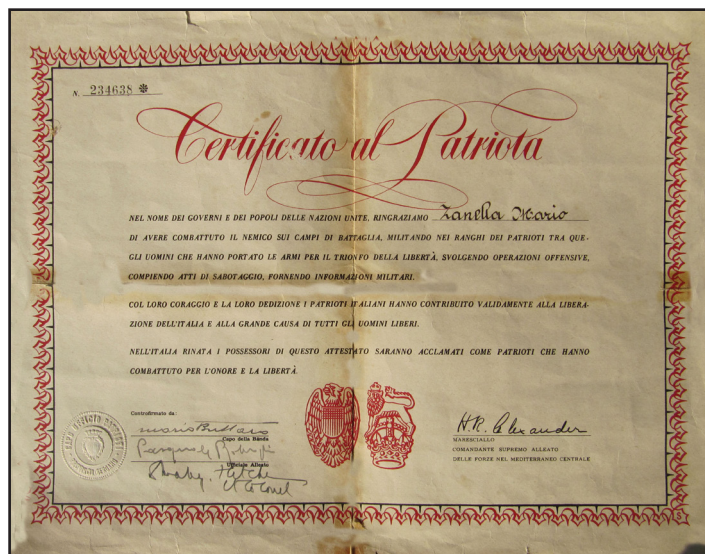 N. 234638 ❋
Certificato al Patriota
NEL NOME DEI GOVERNI E DEI POPOLI DELLE NAZIONI UNITE, RINGRAZIAMO Zanella Mario
DI AVERE COMBATTUTO IL NEMICO SUI CAMPI DI BATTAGLIA, MILITANDO NEI RANGHI DEI PATRIOTI TRA QUE-
GLI UOMINI CHE HANNO PORTATO LE ARMI PER IL TRIONFO DELLA LIBERTÀ, SVOLGENDO OPERAZIONI OFFENSIVE,
COMPIENDO ATTI DI SABOTAGGIO, FORNENDO INFORMAZIONI MILITARI.
COL LORO CORAGGIO E LA LORO DEDIZIONE I PATRIOTI ITALIANI HANNO CONTRIBUITO VALIDAMENTE ALLA LIBERA-
ZIONE DELL'ITALIA E ALLA GRANDE CAUSA DI TUTTI GLI UOMINI LIBERI.
NELL'ITALIA RINATA I POSSESSORI DI QUESTO ATTESTATO SARANNO ACCLAMATI COME PATRIOTI CHE HANNO
COMBATTUTO PER L'ONORE E LA LIBERTÀ.
Controfirmato da:
Capo della Banda
Ufficiale Alleato
Lt Colonel
H.R. Alexander
MARESCIALLO
COMANDANTE SUPREMO ALLEATO
DELLE FORZE NEL MEDITERRANEO CENTRALE